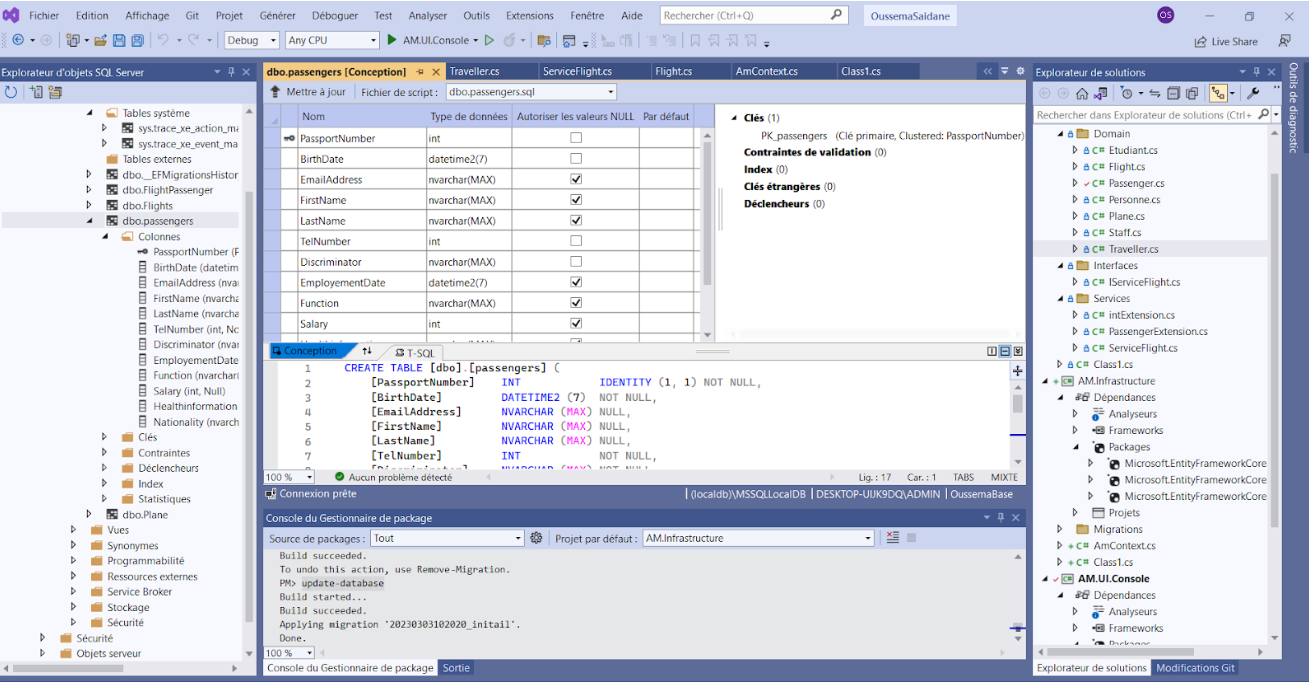 Fichier Edition Affichage Git Projet Générer Déboguer Test Analyser Outils Extensions Fenêtre Aide Rechercher (Ctrl+Q) OussemaSaidane OS
Debug Any CPU AM.UI.Console Live Share
Explorateur d'objets SQL Server
Tables système
sys.trace_xe_action_ma
sys.trace_xe_event_ma
Tables externes
dbo.__EFMigrationsHistor
dbo.FlightPassenger
dbo.Flights
dbo.passengers
Colonnes
PassportNumber (F
BirthDate (datetim
EmailAddress (nva
FirstName (nvarcha
LastName (nvarcha
TelNumber (int, Nc
Discriminator (nvar
EmployementDate
Function (nvarchar(
Salary (int, Null)
Healthinformation
Nationality (nvarch
Clés
Contraintes
Déclencheurs
Index
Statistiques
dbo.Plane
Vues
Synonymes
Programmabilité
Ressources externes
Service Broker
Stockage
Sécurité
Sécurité
Objets serveur
dbo.passengers [Conception] Traveller.cs ServiceFlight.cs Flight.cs AmContext.cs Class1.cs
Mettre à jour Fichier de script : dbo.passengers.sql
Nom Type de données Autoriser les valeurs NULL Par défaut
PassportNumber int
BirthDate datetime2(7)
EmailAddress nvarchar(MAX)
FirstName nvarchar(MAX)
LastName nvarchar(MAX)
TelNumber int
Discriminator nvarchar(MAX)
EmployementDate datetime2(7)
Function nvarchar(MAX)
Salary int
Clés (1)
PK_passengers (Clé primaire, Clustered: PassportNumber)
Contraintes de validation (0)
Index (0)
Clés étrangères (0)
Déclencheurs (0)
Conception T-SQL
1 CREATE TABLE [dbo].[passengers] (
2 [PassportNumber] INT IDENTITY (1, 1) NOT NULL,
3 [BirthDate] DATETIME2 (7) NOT NULL,
4 [EmailAddress] NVARCHAR (MAX) NULL,
5 [FirstName] NVARCHAR (MAX) NULL,
6 [LastName] NVARCHAR (MAX) NULL,
7 [TelNumber] INT NOT NULL,
100 % Aucun problème détecté Lig. : 17 Car. : 1 TABS MIXTE
Connexion prête (localdb)\MSSQLLocalDB DESKTOP-UIUK9DQ\ADMIN OussemaBase
Console du Gestionnaire de package
Source de packages : Tout Projet par défaut : AM.Infrastructure
Build succeeded.
To undo this action, use Remove-Migration.
PM> update-database
Build started...
Build succeeded.
Applying migration '20230303102020_initail'.
Done.
100 %
Console du Gestionnaire de package Sortie
Explorateur de solutions
Rechercher dans Explorateur de solutions (Ctrl+
Domain
C# Etudiant.cs
C# Flight.cs
C# Passenger.cs
C# Personne.cs
C# Plane.cs
C# Staff.cs
C# Traveller.cs
Interfaces
C# IServiceFlight.cs
Services
C# intExtension.cs
C# PassengerExtension.cs
C# ServiceFlight.cs
C# Class1.cs
AM.Infrastructure
Dépendances
Analyseurs
Frameworks
Packages
Microsoft.EntityFrameworkCore
Microsoft.EntityFrameworkCore
Microsoft.EntityFrameworkCore
Projets
Migrations
C# AmContext.cs
C# Class1.cs
AM.UI.Console
Dépendances
Analyseurs
Frameworks
Explorateur de solutions Modifications Git
Outils de diagnostic